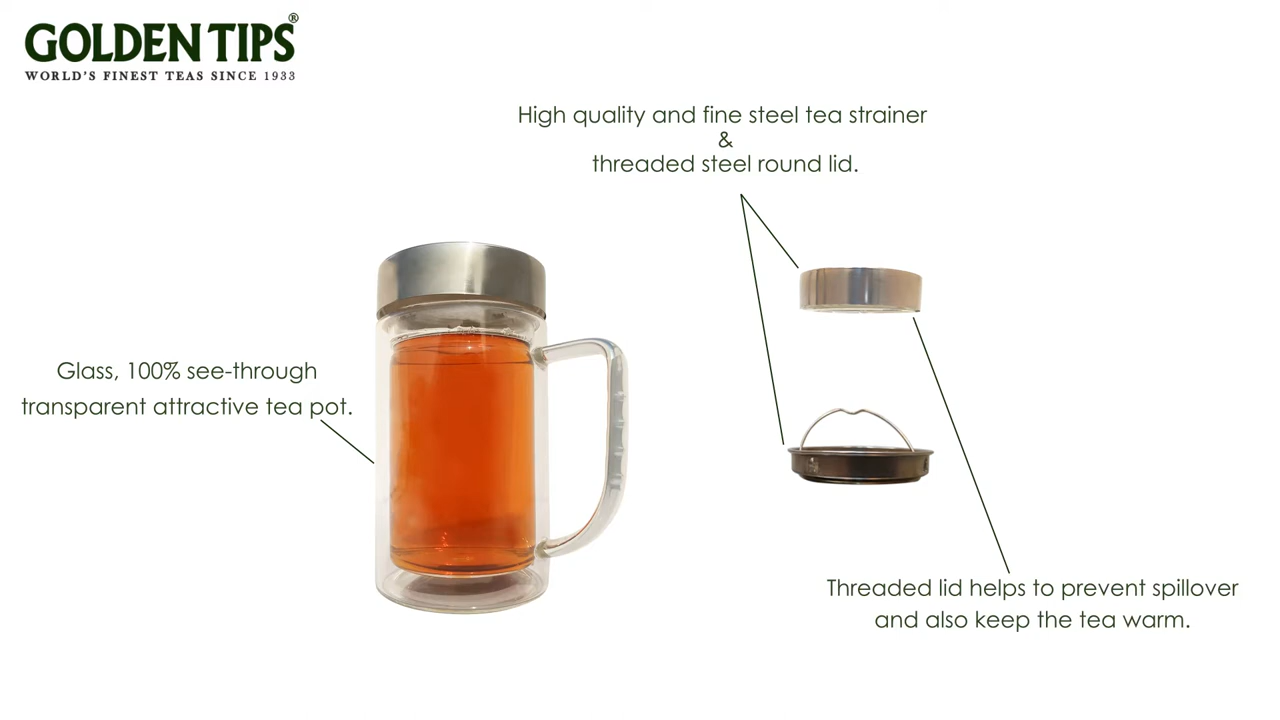 GOLDEN TIPS®
WORLD'S FINEST TEAS SINCE 1933
High quality and fine steel tea strainer
&
threaded steel round lid.
Glass, 100% see-through
transparent attractive tea pot.
Threaded lid helps to prevent spillover
and also keep the tea warm.